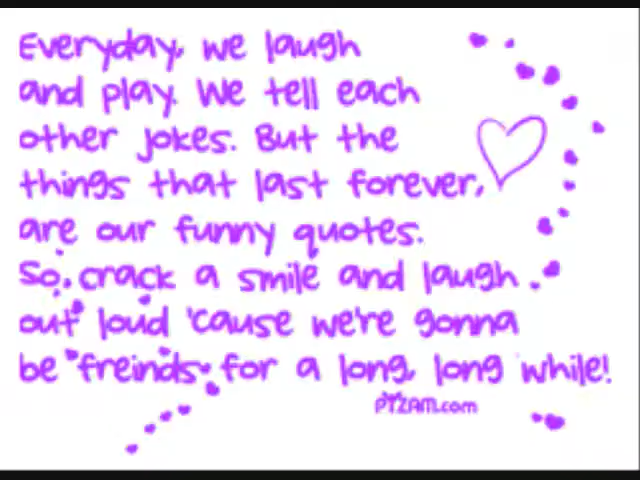 Everyday, we laugh
and play. We tell each
other jokes. But the
things that last forever,
are our funny quotes.
So, crack a smile and laugh
out loud 'cause we're gonna
be freinds for a long, long while!
PYZAM.com